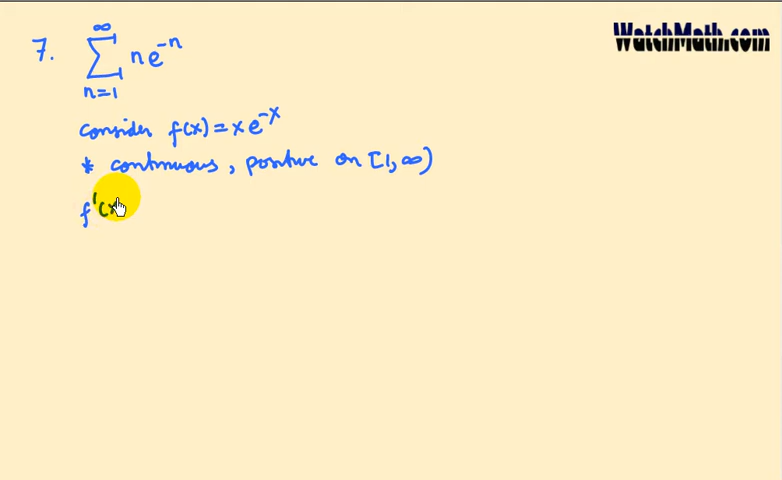 WatchMath.com
7. ∞∑n=1 ne^-n
Consider f(x) = xe^-x
* continuous, positive on [1, ∞)
f'(x